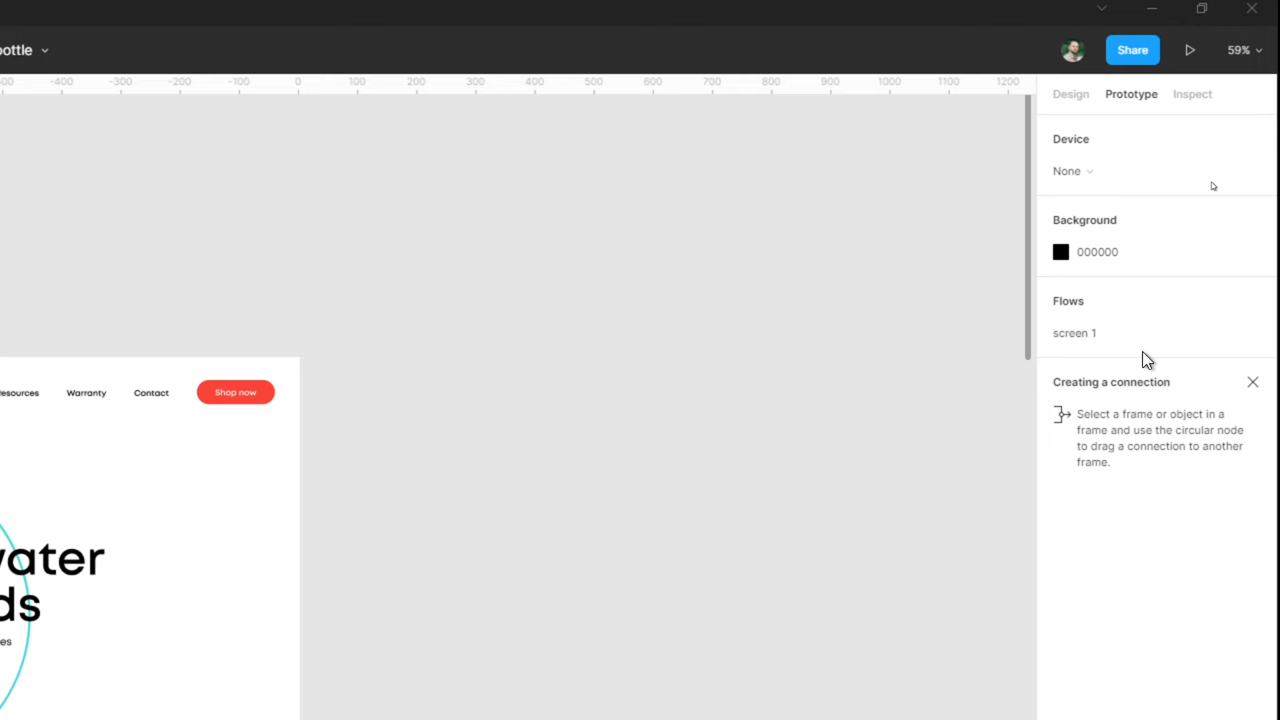 ottle
Share
59%
-400 -300 -200 -100 0 100 200 300 400 500 600 700 800 900 1000 1100 1200
Design Prototype Inspect
Device
None
Background
000000
Flows
screen 1
Creating a connection
Select a frame or object in a
frame and use the circular node
to drag a connection to another
frame.
esources Warranty Contact Shop now
water
ds
es